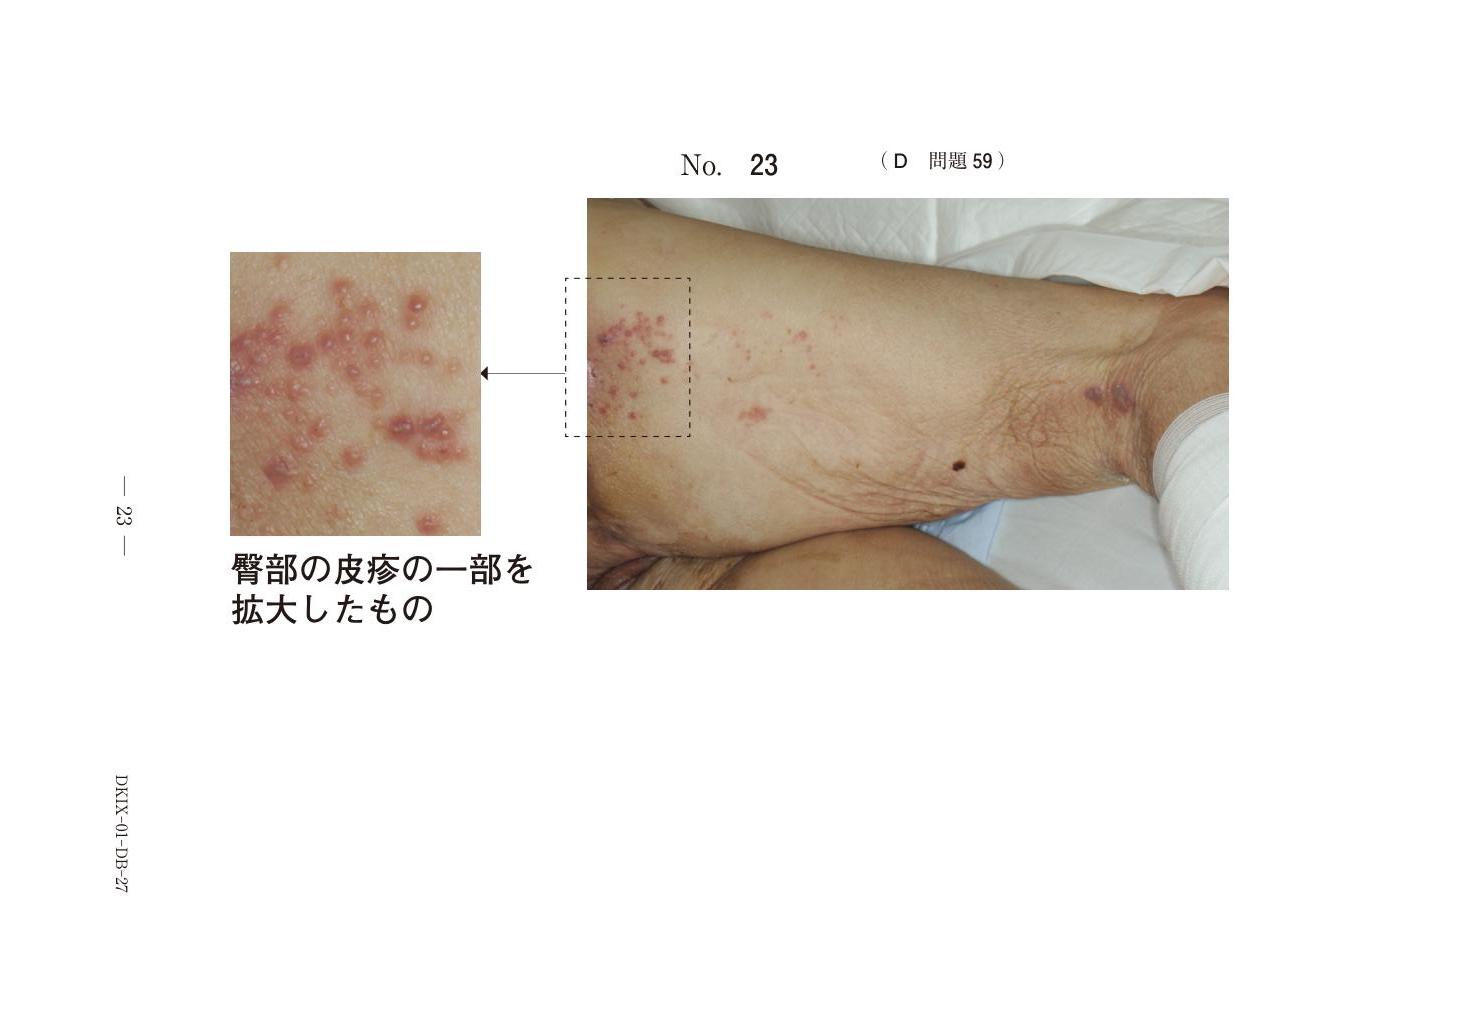 No. 23 （D 問題 59）
臀部の皮疹の一部を
拡大したもの
— 23 —
DKIX-01-DB-27